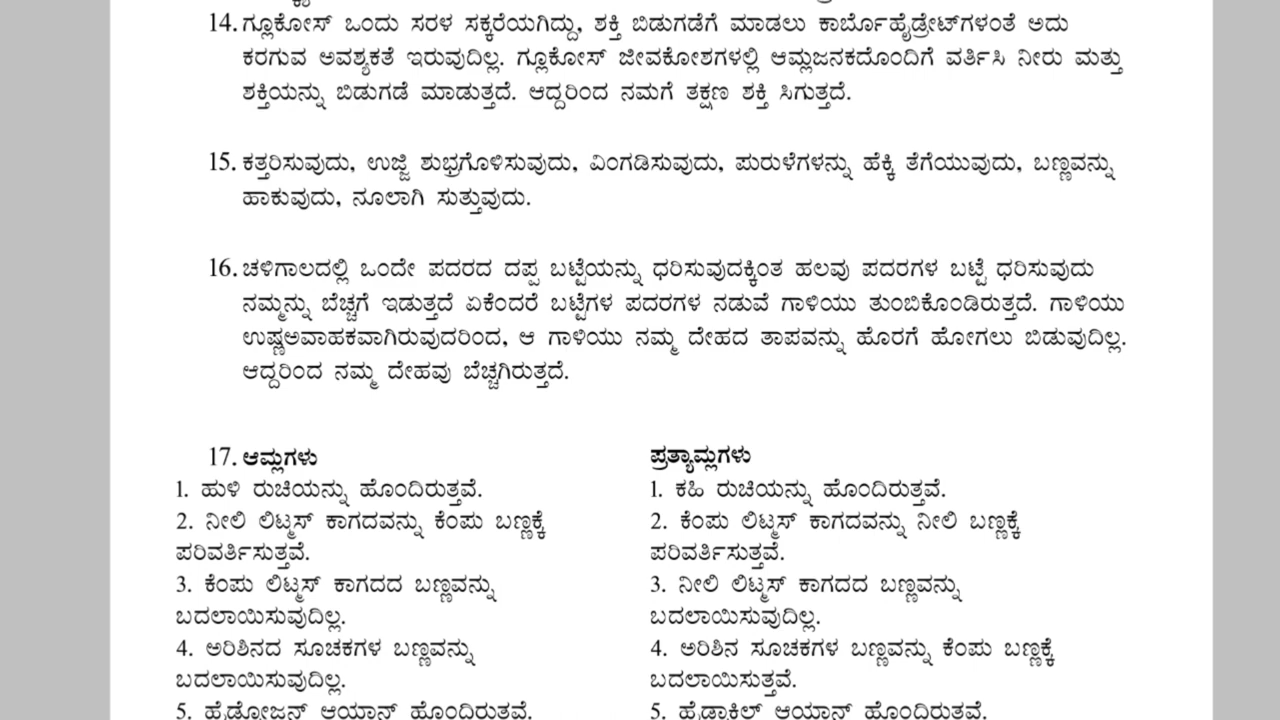 14. ಗ್ಲೂಕೋಸ್ ಒಂದು ಸರಳ ಸಕ್ಕರೆಯಗಿದ್ದು, ಶಕ್ತಿ ಬಿಡುಗಡೆಗೆ ಮಾಡಲು ಕಾರ್ಬೊಹೈಡ್ರೇಟ್‌ಗಳಂತೆ ಅದು
ಕರಗುವ ಅವಶ್ಯಕತೆ ಇರುವುದಿಲ್ಲ. ಗ್ಲೂಕೋಸ್ ಜೀವಕೋಶಗಳಲ್ಲಿ ಆಮ್ಲಜನಕದೊಂದಿಗೆ ವರ್ತಿಸಿ ನೀರು ಮತ್ತು
ಶಕ್ತಿಯನ್ನು ಬಿಡುಗಡೆ ಮಾಡುತ್ತದೆ. ಆದ್ದರಿಂದ ನಮಗೆ ತಕ್ಷಣ ಶಕ್ತಿ ಸಿಗುತ್ತದೆ.
15. ಕತ್ತರಿಸುವುದು, ಉಜ್ಜಿ ಶುಭ್ರಗೊಳಿಸುವುದು, ವಿಂಗಡಿಸುವುದು, ಪುರುಳೆಗಳನ್ನು ಹೆಕ್ಕಿ ತೆಗೆಯುವುದು, ಬಣ್ಣವನ್ನು
ಹಾಕುವುದು, ನೂಲಾಗಿ ಸುತ್ತುವುದು.
16. ಚಳಿಗಾಲದಲ್ಲಿ ಒಂದೇ ಪದರದ ದಪ್ಪ ಬಟ್ಟೆಯನ್ನು ಧರಿಸುವುದಕ್ಕಿಂತ ಹಲವು ಪದರಗಳ ಬಟ್ಟೆ ಧರಿಸುವುದು
ನಮ್ಮನ್ನು ಬೆಚ್ಚಗೆ ಇಡುತ್ತದೆ ಏಕೆಂದರೆ ಬಟ್ಟೆಗಳ ಪದರಗಳ ನಡುವೆ ಗಾಳಿಯು ತುಂಬಿಕೊಂಡಿರುತ್ತದೆ. ಗಾಳಿಯು
ಉಷ್ಣಅವಾಹಕವಾಗಿರುವುದರಿಂದ, ಆ ಗಾಳಿಯು ನಮ್ಮ ದೇಹದ ತಾಪವನ್ನು ಹೊರಗೆ ಹೋಗಲು ಬಿಡುವುದಿಲ್ಲ.
ಆದ್ದರಿಂದ ನಮ್ಮ ದೇಹವು ಬೆಚ್ಚಗಿರುತ್ತದೆ.
17. ಆಮ್ಲಗಳು
1. ಹುಳಿ ರುಚಿಯನ್ನು ಹೊಂದಿರುತ್ತವೆ.
2. ನೀಲಿ ಲಿಟ್ಮಸ್ ಕಾಗದವನ್ನು ಕೆಂಪು ಬಣ್ಣಕ್ಕೆ
ಪರಿವರ್ತಿಸುತ್ತವೆ.
3. ಕೆಂಪು ಲಿಟ್ಮಸ್ ಕಾಗದದ ಬಣ್ಣವನ್ನು
ಬದಲಾಯಿಸುವುದಿಲ್ಲ.
4. ಅರಿಶಿನದ ಸೂಚಕಗಳ ಬಣ್ಣವನ್ನು
ಬದಲಾಯಿಸುವುದಿಲ್ಲ.
5. ಹೈಡ್ರೋಜನ್ ಆಯಾನ್ ಹೊಂದಿರುತ್ತವೆ.
ಪ್ರತ್ಯಾಮ್ಲಗಳು
1. ಕಹಿ ರುಚಿಯನ್ನು ಹೊಂದಿರುತ್ತವೆ.
2. ಕೆಂಪು ಲಿಟ್ಮಸ್ ಕಾಗದವನ್ನು ನೀಲಿ ಬಣ್ಣಕ್ಕೆ
ಪರಿವರ್ತಿಸುತ್ತವೆ.
3. ನೀಲಿ ಲಿಟ್ಮಸ್ ಕಾಗದದ ಬಣ್ಣವನ್ನು
ಬದಲಾಯಿಸುವುದಿಲ್ಲ.
4. ಅರಿಶಿನ ಸೂಚಕಗಳ ಬಣ್ಣವನ್ನು ಕೆಂಪು ಬಣ್ಣಕ್ಕೆ
ಬದಲಾಯಿಸುತ್ತವೆ.
5. ಹೈಡ್ರಾಕ್ಸಿಲ್ ಆಯಾನ್ ಹೊಂದಿರುತ್ತವೆ.